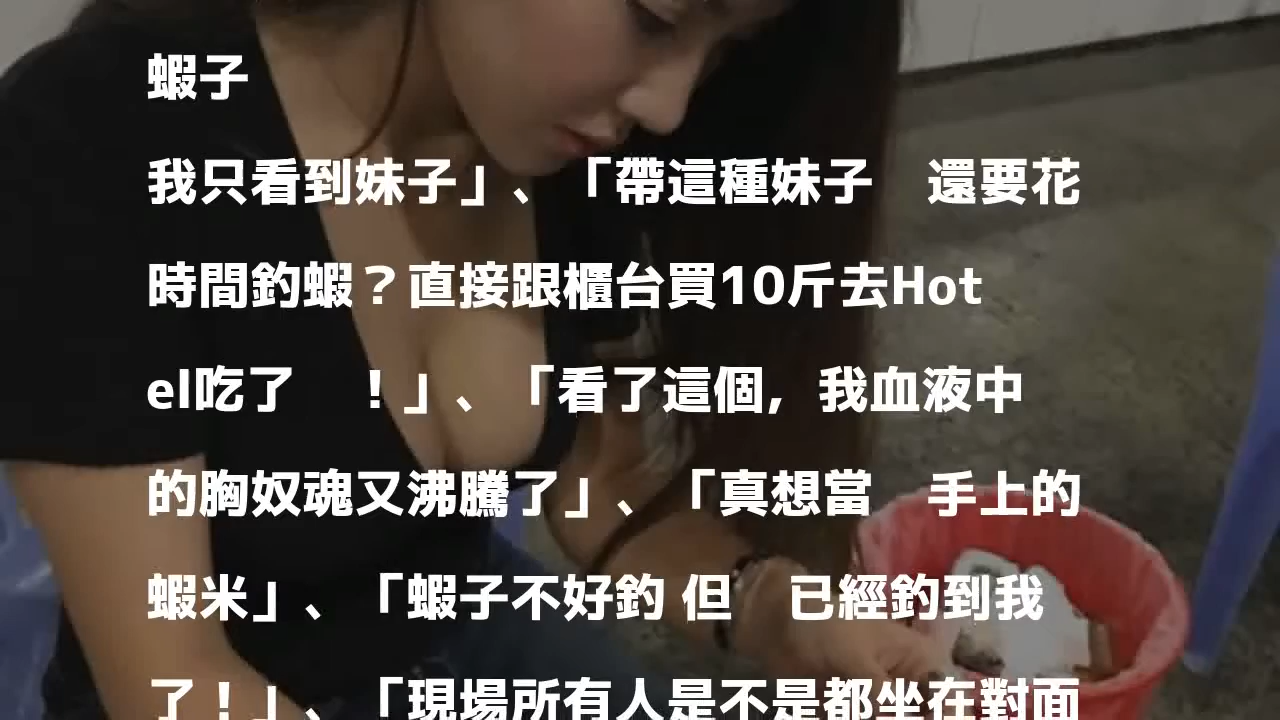 蝦子
我只看到妹子」、「帶這種妹子　還要花
時間釣蝦？直接跟櫃台買10斤去Hot
el吃了　！」、「看了這個，我血液中
的胸奴魂又沸騰了」、「真想當　手上的
蝦米」、「蝦子不好釣 但　已經釣到我
了！」、「現場所有人是不是都坐在對面